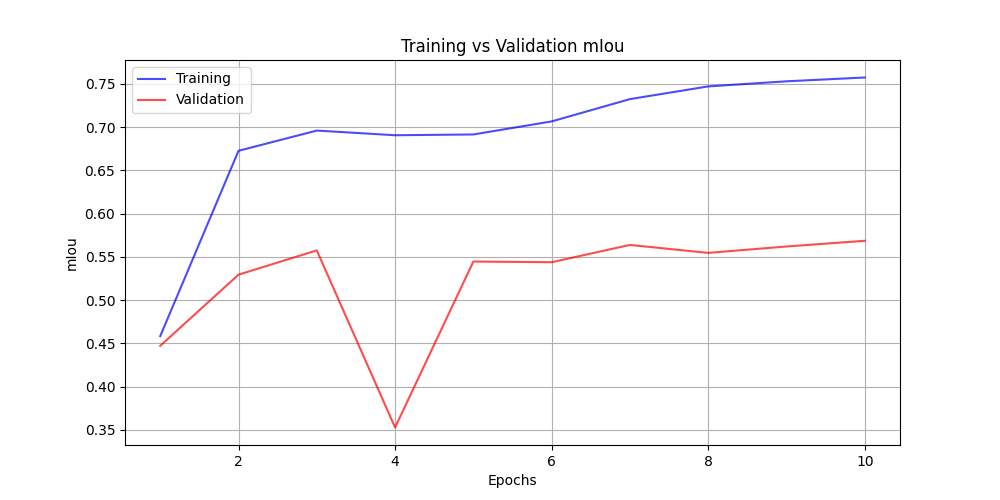 Training vs Validation mIou
Training
Validation
0.75
0.70
0.65
0.60
0.55
0.50
0.45
0.40
0.35
mIou
2 4 6 8 10
Epochs